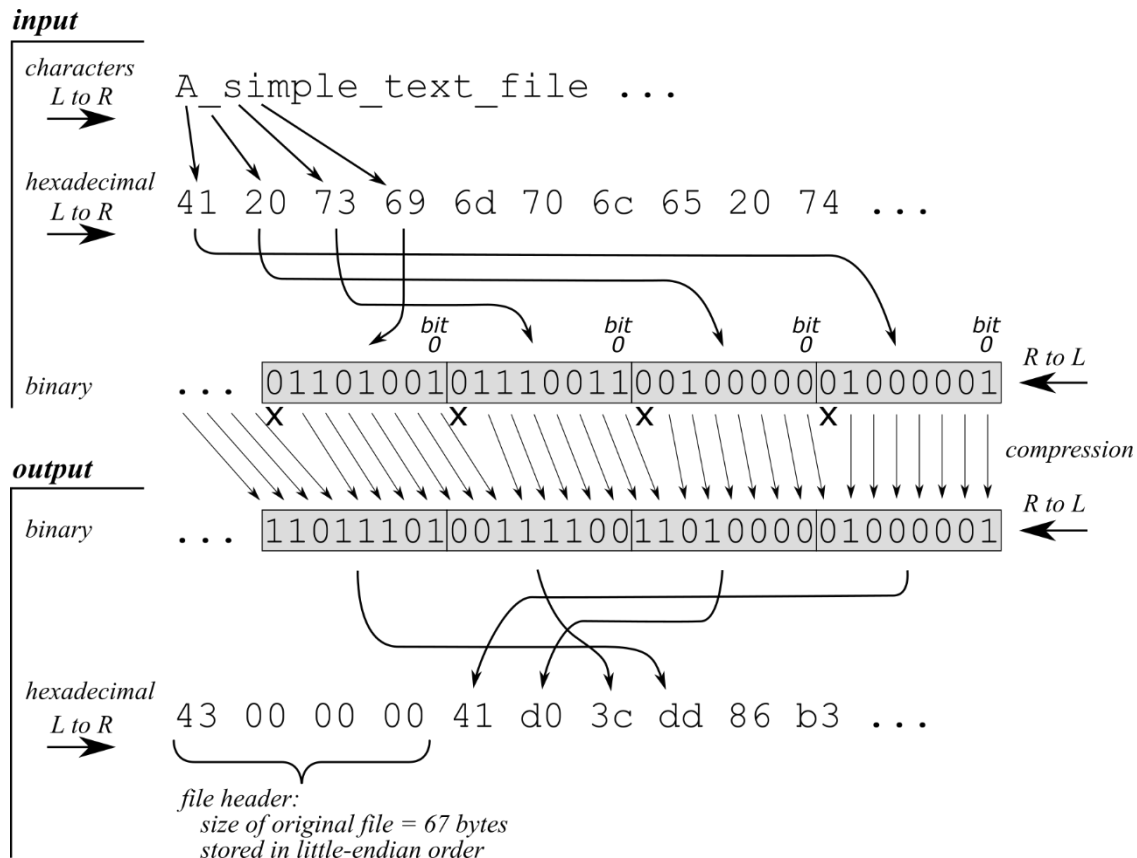 input
characters
L to R
A_simple_text_file ...
hexadecimal
L to R
41 20 73 69 6d 70 6c 65 20 74 ...
bit 0 bit 0 bit 0 bit 0
binary ... 01101001 01110011 00100000 01000001 R to L
X X X X
compression
output
binary ... 11011101 00111100 11010000 01000001 R to L
hexadecimal
L to R
43 00 00 00 41 d0 3c dd 86 b3 ...
file header:
size of original file = 67 bytes
stored in little-endian order